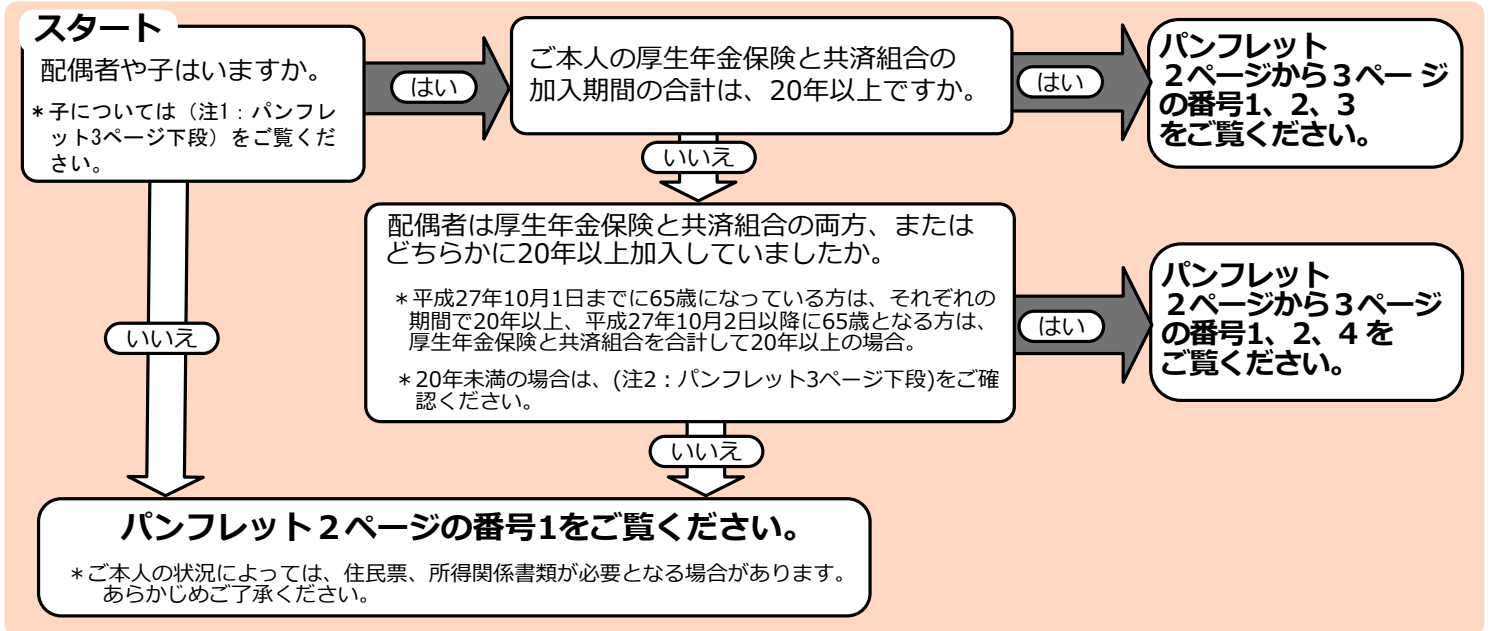 スタート
配偶者や子はいますか。
＊子については（注1：パンフレ
ット3ページ下段）をご覧くだ
さい。
はい
ご本人の厚生年金保険と共済組合の
加入期間の合計は、20年以上ですか。
はい
パンフレット
２ページから３ページ
の番号1、2、3
をご覧ください。
いいえ
配偶者は厚生年金保険と共済組合の両方、または
どちらかに20年以上加入していましたか。
＊平成27年10月1日までに65歳になっている方は、それぞれの
期間で20年以上、平成27年10月2日以降に65歳となる方は、
厚生年金保険と共済組合を合計して20年以上の場合。
＊20年未満の場合は、(注2：パンフレット3ページ下段)をご確
認ください。
はい
パンフレット
２ページから３ページ
の番号1、2、4 を
ご覧ください。
いいえ
いいえ
パンフレット２ページの番号1をご覧ください。
＊ご本人の状況によっては、住民票、所得関係書類が必要となる場合があります。
あらかじめご了承ください。